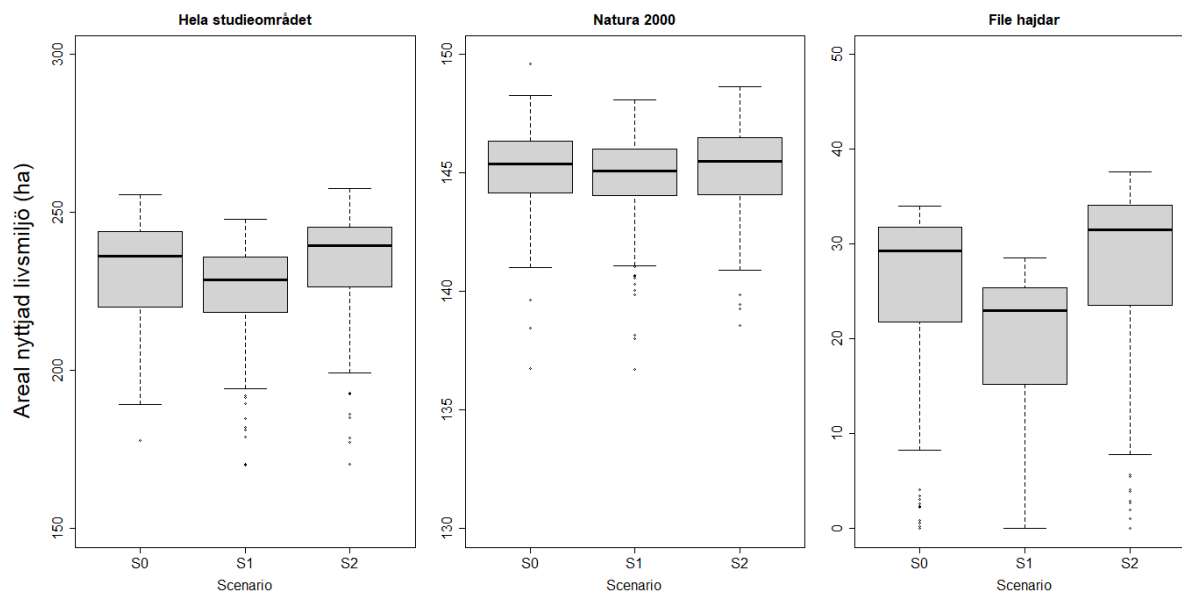 Hela studieområdet
Natura 2000
File hajdar
Areal nyttjad livsmiljö (ha)
300
250
200
150
S0 S1 S2
Scenario
150
145
140
135
130
S0 S1 S2
Scenario
50
40
30
20
10
0
S0 S1 S2
Scenario